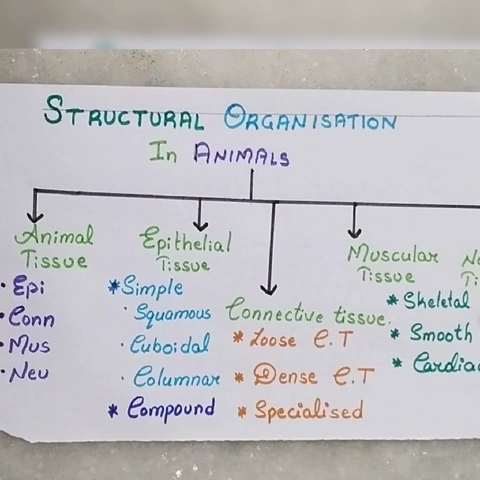 STRUCTURAL ORGANISATION
In ANIMALS
Animal
Tissue
• Epi
• Conn
• Mus
• Neu
Epithelial
Tissue
*Simple
• Squamous
• Cuboidal
• Columnar
* Compound
Connective tissue.
* Loose C.T
* Dense C.T
* Specialised
Muscular
Tissue
* Skeletal
* Smooth
* Cardiac